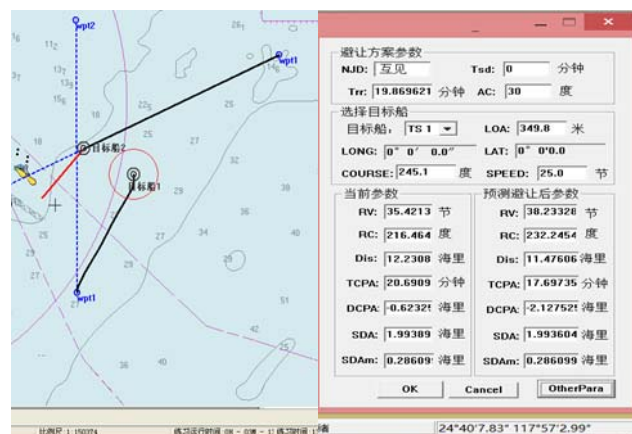 wpt2
wpt1
目标船2
目标船1
wpt1
避让方案参数
NJD: 互见 Tsd: 0 分钟
Trr: 19.869621 分钟 AC: 30 度
选择目标船
目标船: TS 1 LOA: 349.8 米
LONG: 0° 0' 0.0" LAT: 0° 0'0.0
COURSE: 245.1 度 SPEED: 25.0 节
当前参数
RV: 35.4213 节
RC: 216.464 度
Dis: 12.2308 海里
TCPA: 20.6909 分钟
DCPA: -0.6232 海里
SDA: 1.99389 海里
SDAm: 0.28609 海里
预测避让后参数
RV: 38.23328 节
RC: 232.2454 度
Dis: 11.47606 海里
TCPA: 17.69735 分钟
DCPA: -2.12752 海里
SDA: 1.993604 海里
SDAm: 0.286099 海里
OK Cancel OtherPara
比例尺:1:150374
24°40'7.83" 117°57'2.99"